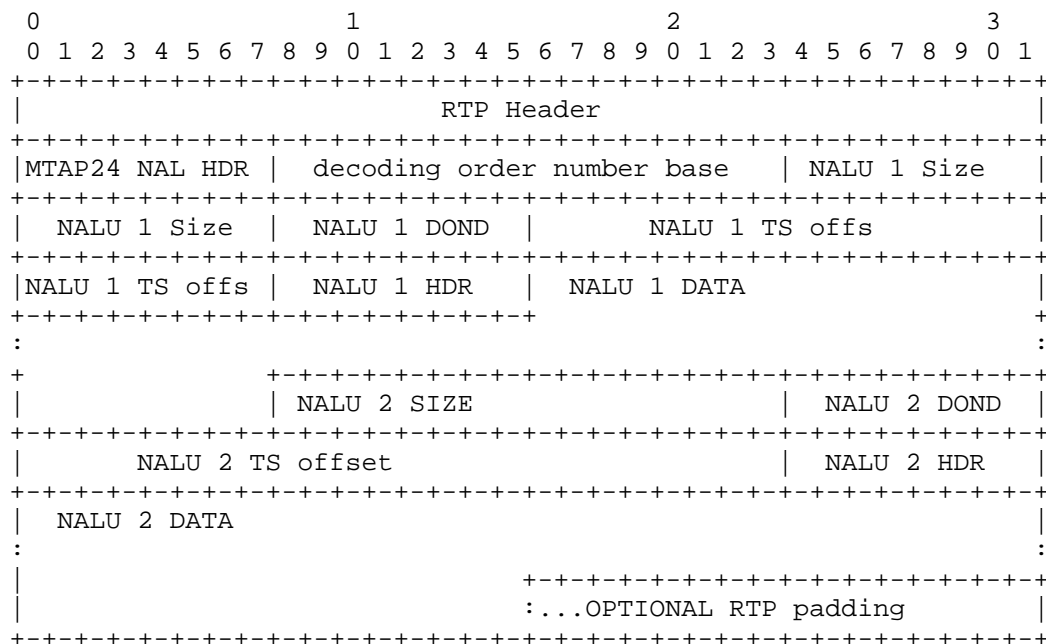 0                   1                   2                   3
 0 1 2 3 4 5 6 7 8 9 0 1 2 3 4 5 6 7 8 9 0 1 2 3 4 5 6 7 8 9 0 1
+-+-+-+-+-+-+-+-+-+-+-+-+-+-+-+-+-+-+-+-+-+-+-+-+-+-+-+-+-+-+-+-+
|                          RTP Header                           |
+-+-+-+-+-+-+-+-+-+-+-+-+-+-+-+-+-+-+-+-+-+-+-+-+-+-+-+-+-+-+-+-+
|MTAP24 NAL HDR |  decoding order number base   | NALU 1 Size   |
+-+-+-+-+-+-+-+-+-+-+-+-+-+-+-+-+-+-+-+-+-+-+-+-+-+-+-+-+-+-+-+-+
|  NALU 1 Size  |  NALU 1 DOND  |       NALU 1 TS offs          |
+-+-+-+-+-+-+-+-+-+-+-+-+-+-+-+-+-+-+-+-+-+-+-+-+-+-+-+-+-+-+-+-+
|NALU 1 TS offs |  NALU 1 HDR   |  NALU 1 DATA                  |
+-+-+-+-+-+-+-+-+-+-+-+-+-+-+-+-+                               +
:                                                               :
+               +-+-+-+-+-+-+-+-+-+-+-+-+-+-+-+-+-+-+-+-+-+-+-+-+
|               | NALU 2 SIZE                   |  NALU 2 DOND  |
+-+-+-+-+-+-+-+-+-+-+-+-+-+-+-+-+-+-+-+-+-+-+-+-+-+-+-+-+-+-+-+-+
|       NALU 2 TS offset                        |  NALU 2 HDR   |
+-+-+-+-+-+-+-+-+-+-+-+-+-+-+-+-+-+-+-+-+-+-+-+-+-+-+-+-+-+-+-+-+
|  NALU 2 DATA                                                  |
:                                                               :
|                               +-+-+-+-+-+-+-+-+-+-+-+-+-+-+-+-+
|                               :...OPTIONAL RTP padding        |
+-+-+-+-+-+-+-+-+-+-+-+-+-+-+-+-+-+-+-+-+-+-+-+-+-+-+-+-+-+-+-+-+